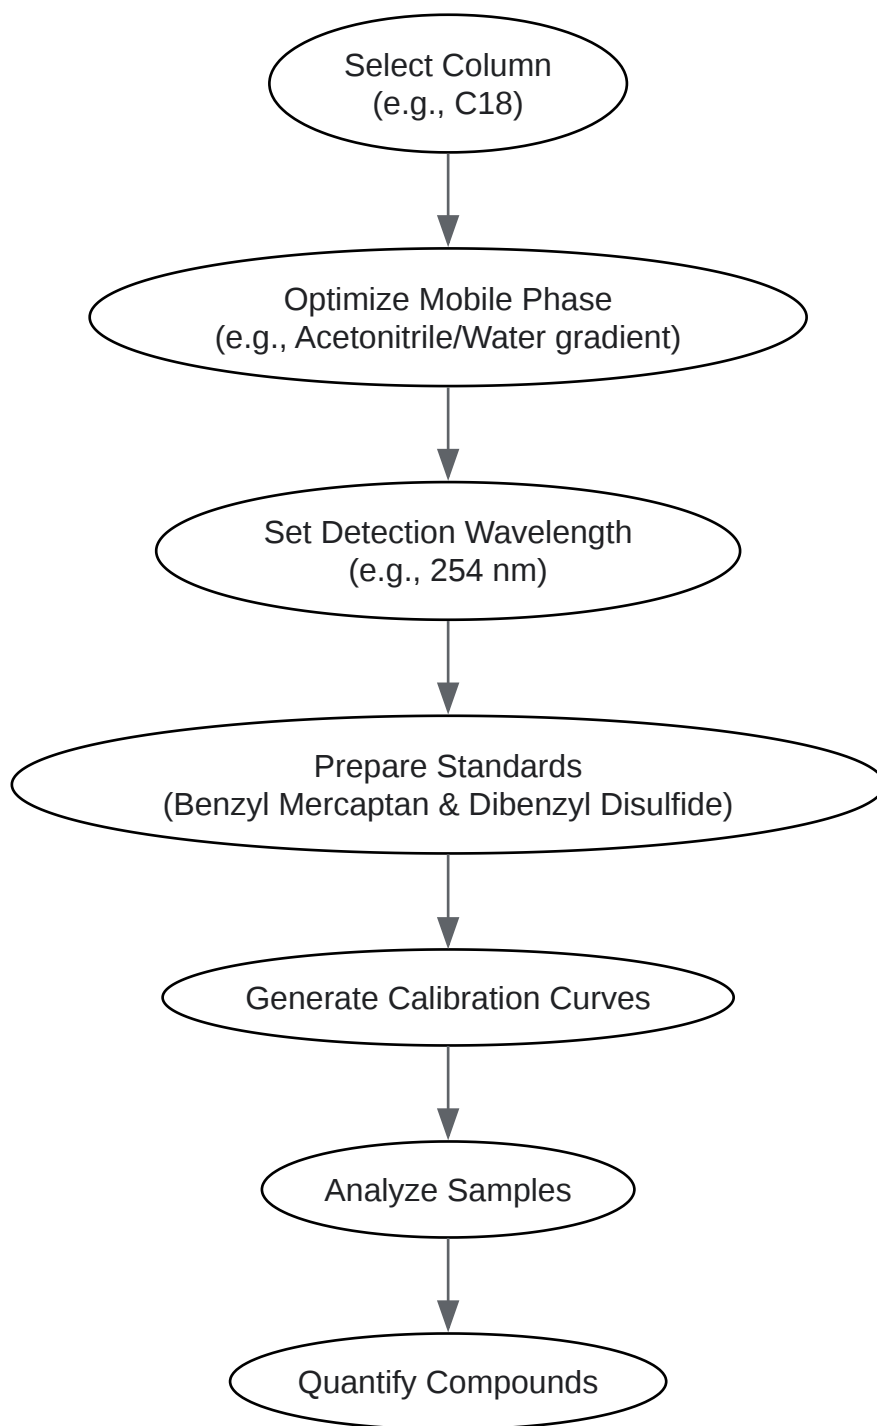 Select Column
(e.g., C18)
Optimize Mobile Phase
(e.g., Acetonitrile/Water gradient)
Set Detection Wavelength
(e.g., 254 nm)
Prepare Standards
(Benzyl Mercaptan & Dibenzyl Disulfide)
Generate Calibration Curves
Analyze Samples
Quantify Compounds